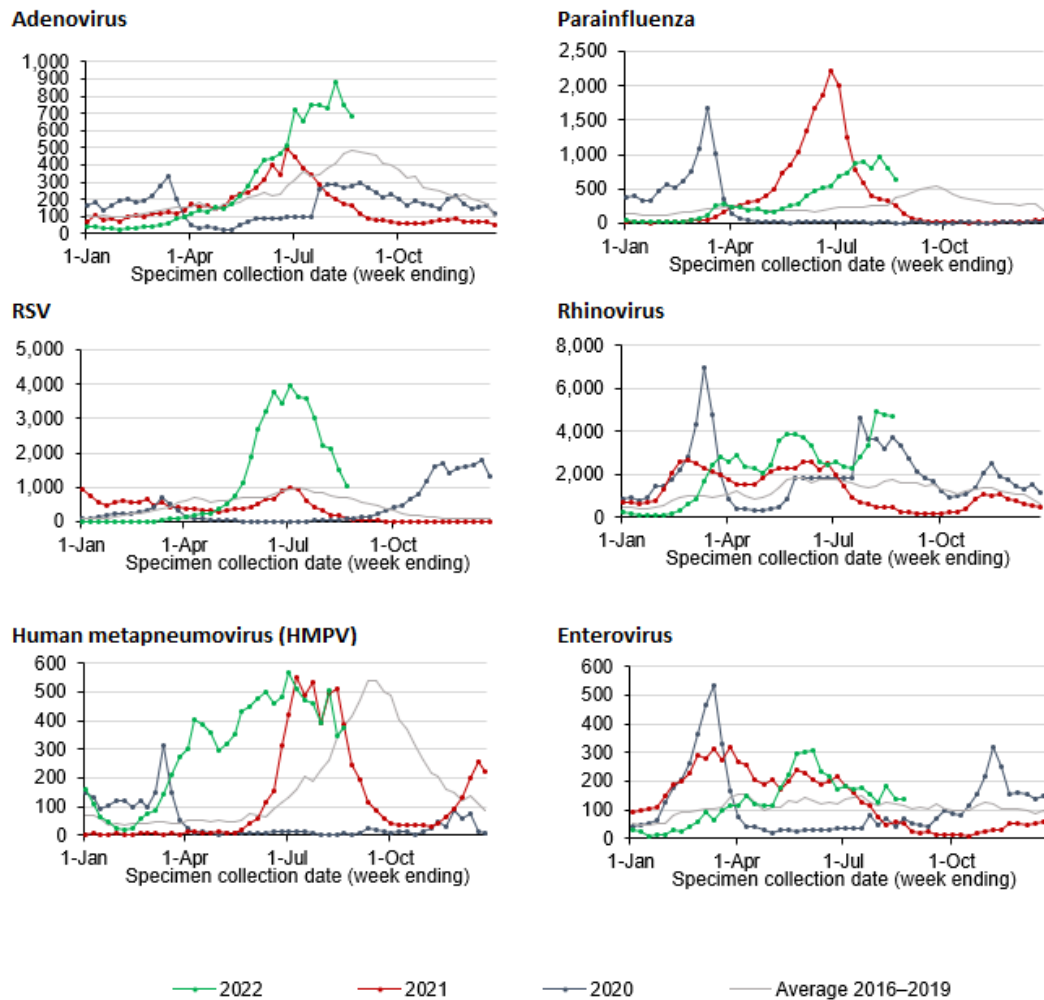 Adenovirus
1,000
900
800
700
600
500
400
300
200
100
0
1-Jan 1-Apr 1-Jul 1-Oct
Specimen collection date (week ending)
Parainfluenza
2,500
2,000
1,500
1,000
500
0
1-Jan 1-Apr 1-Jul 1-Oct
Specimen collection date (week ending)
RSV
5,000
4,000
3,000
2,000
1,000
0
1-Jan 1-Apr 1-Jul 1-Oct
Specimen collection date (week ending)
Rhinovirus
8,000
6,000
4,000
2,000
0
1-Jan 1-Apr 1-Jul 1-Oct
Specimen collection date (week ending)
Human metapneumovirus (HMPV)
600
500
400
300
200
100
0
1-Jan 1-Apr 1-Jul 1-Oct
Specimen collection date (week ending)
Enterovirus
600
500
400
300
200
100
0
1-Jan 1-Apr 1-Jul 1-Oct
Specimen collection date (week ending)
2022 2021 2020 Average 2016–2019